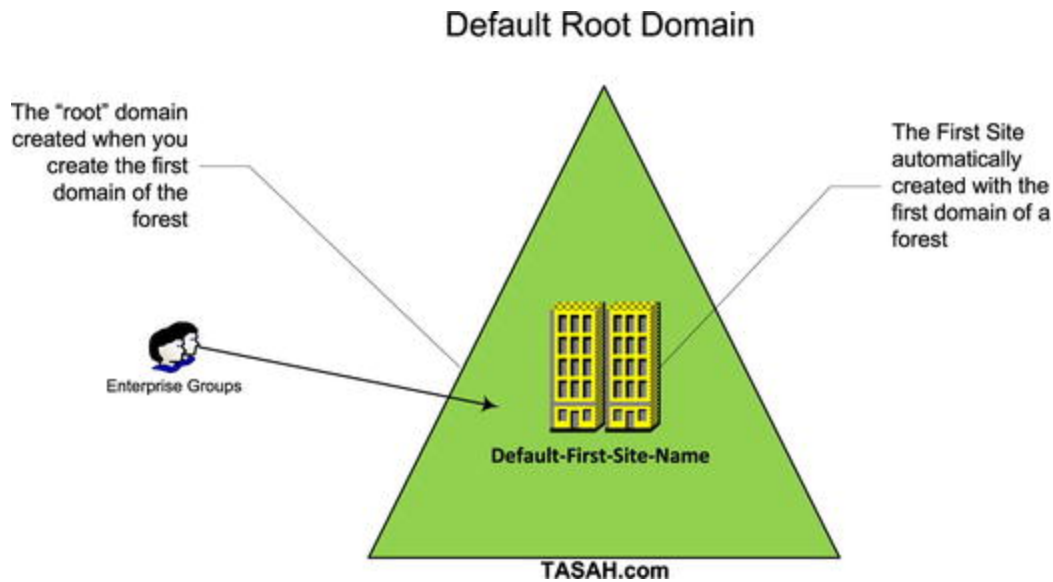 Default Root Domain
The “root” domain
created when you
create the first
domain of the
forest
The First Site
automatically
created with the
first domain of a
forest
Enterprise Groups
Default-First-Site-Name
TASAH.com